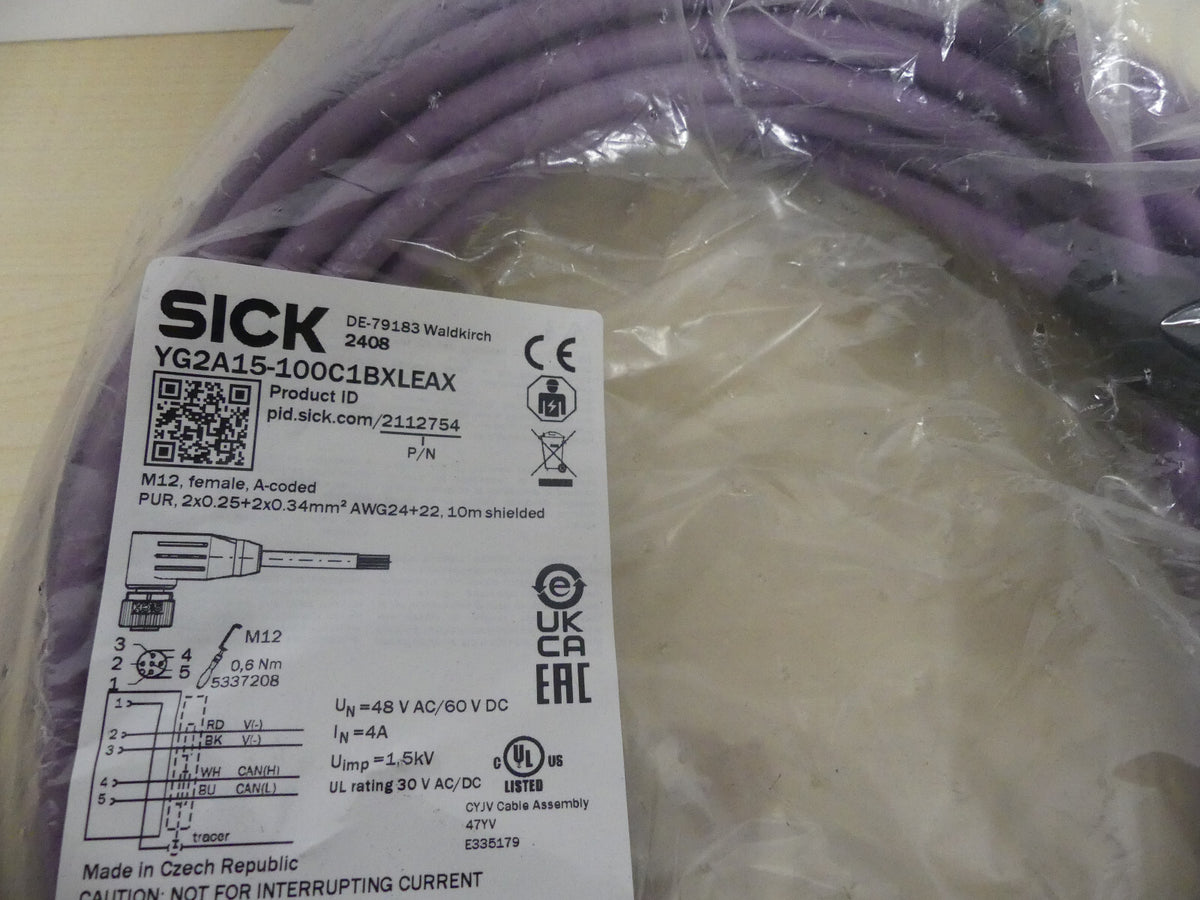 SICK
DE-79183 Waldkirch
2408
YG2A15-100C1BXLEAX
CE
Product ID
pid.sick.com/2112754
P/N
M12, female, A-coded
PUR, 2x0.25+2x0.34mm² AWG24+22, 10m shielded
e
UK
CA
EAC
3
2
1
4
5
M12
0,6 Nm
5337208
1
2 RD V(-)
3 BK V(-)
4 WH CAN(H)
5 BU CAN(L)
tracer
UN=48 V AC/60 V DC
IN=4A
Uimp=1,5kV
UL rating 30 V AC/DC
C UL US
LISTED
CYJV Cable Assembly
47YV
E335179
Made in Czech Republic
CAUTION: NOT FOR INTERRUPTING CURRENT